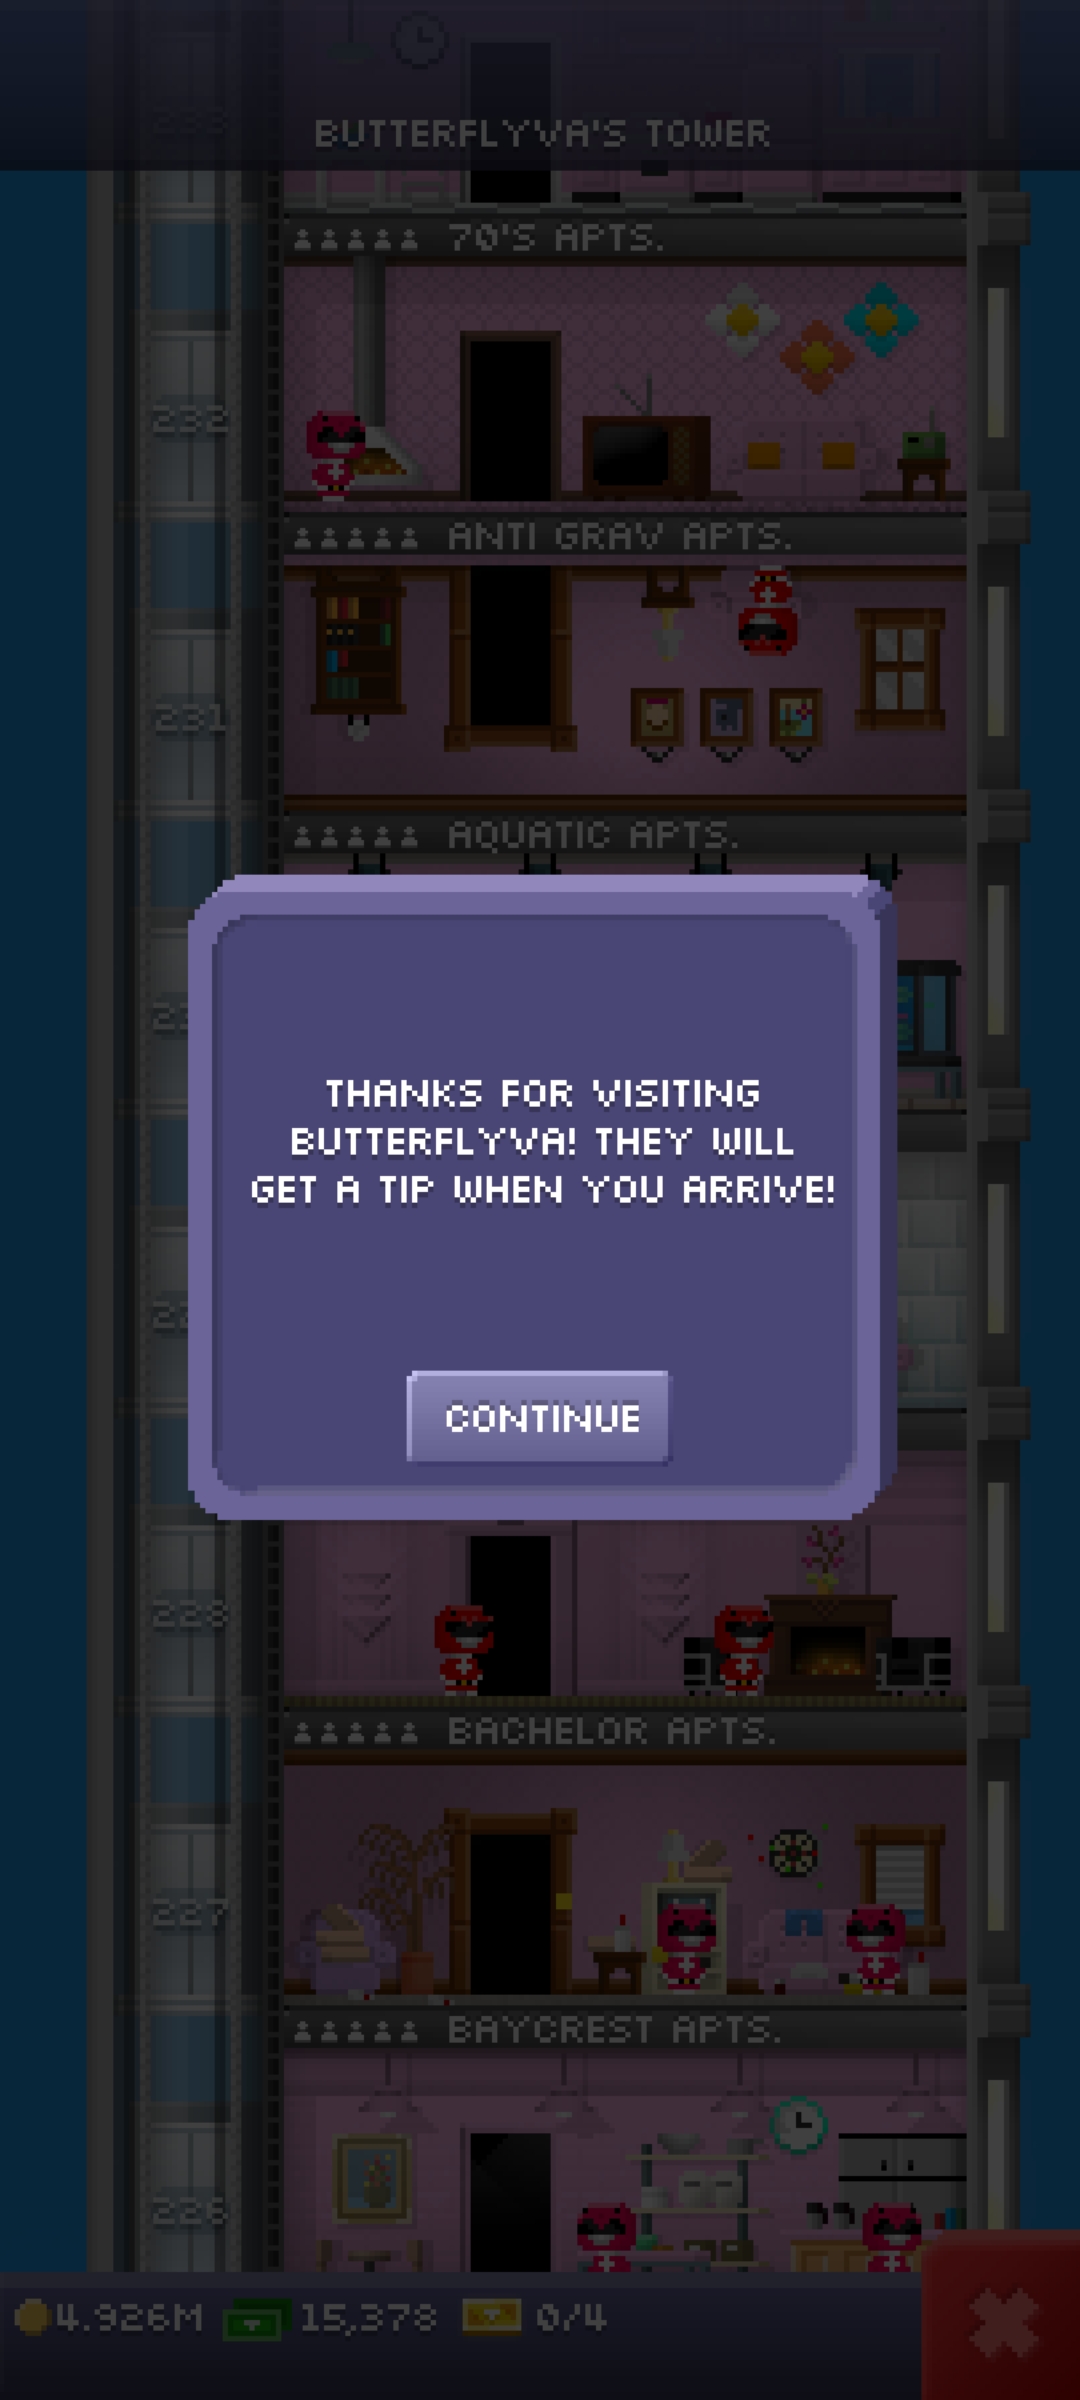 BUTTERFLYVA'S TOWER
70'S APTS.
232
ANTI GRAV APTS.
231
AQUATIC APTS.
THANKS FOR VISITING
BUTTERFLYVA! THEY WILL
GET A TIP WHEN YOU ARRIVE!
CONTINUE
228
BACHELOR APTS.
227
BAYCREST APTS.
226
4.926M 15,378 0/4